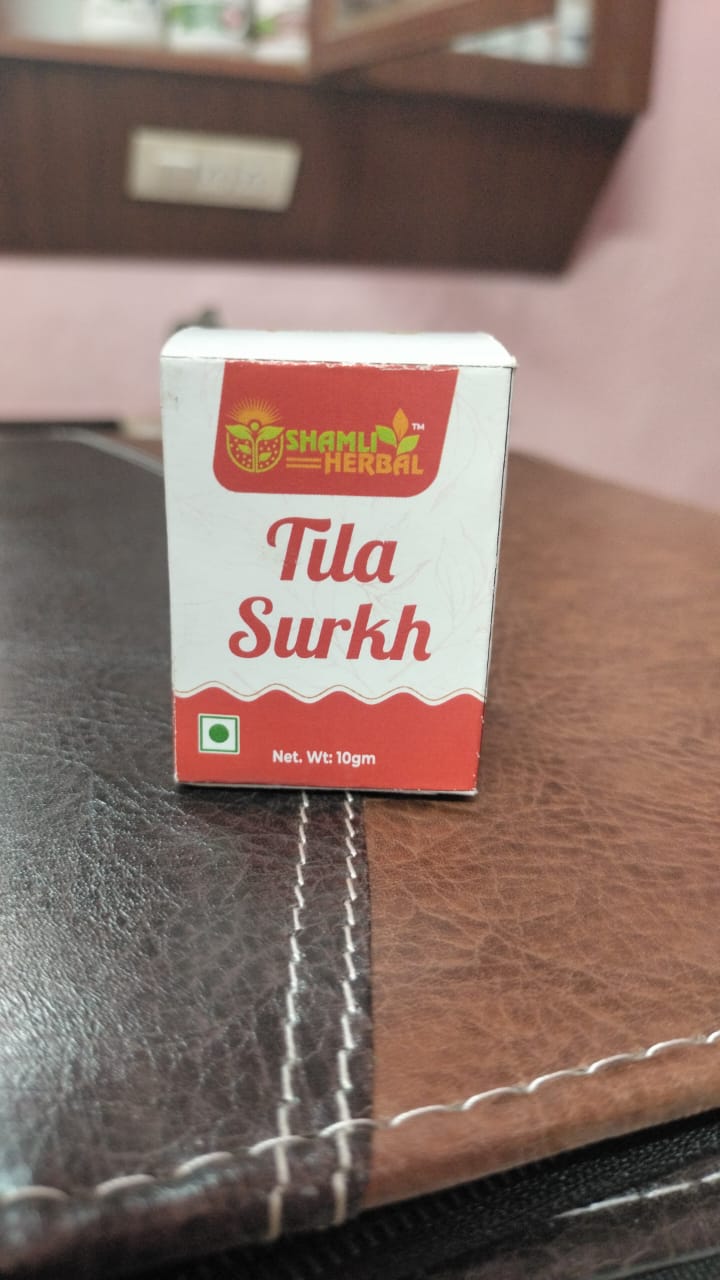 SHAMLI
HERBAL
TM
Tila
Surkh
Net. Wt: 10gm